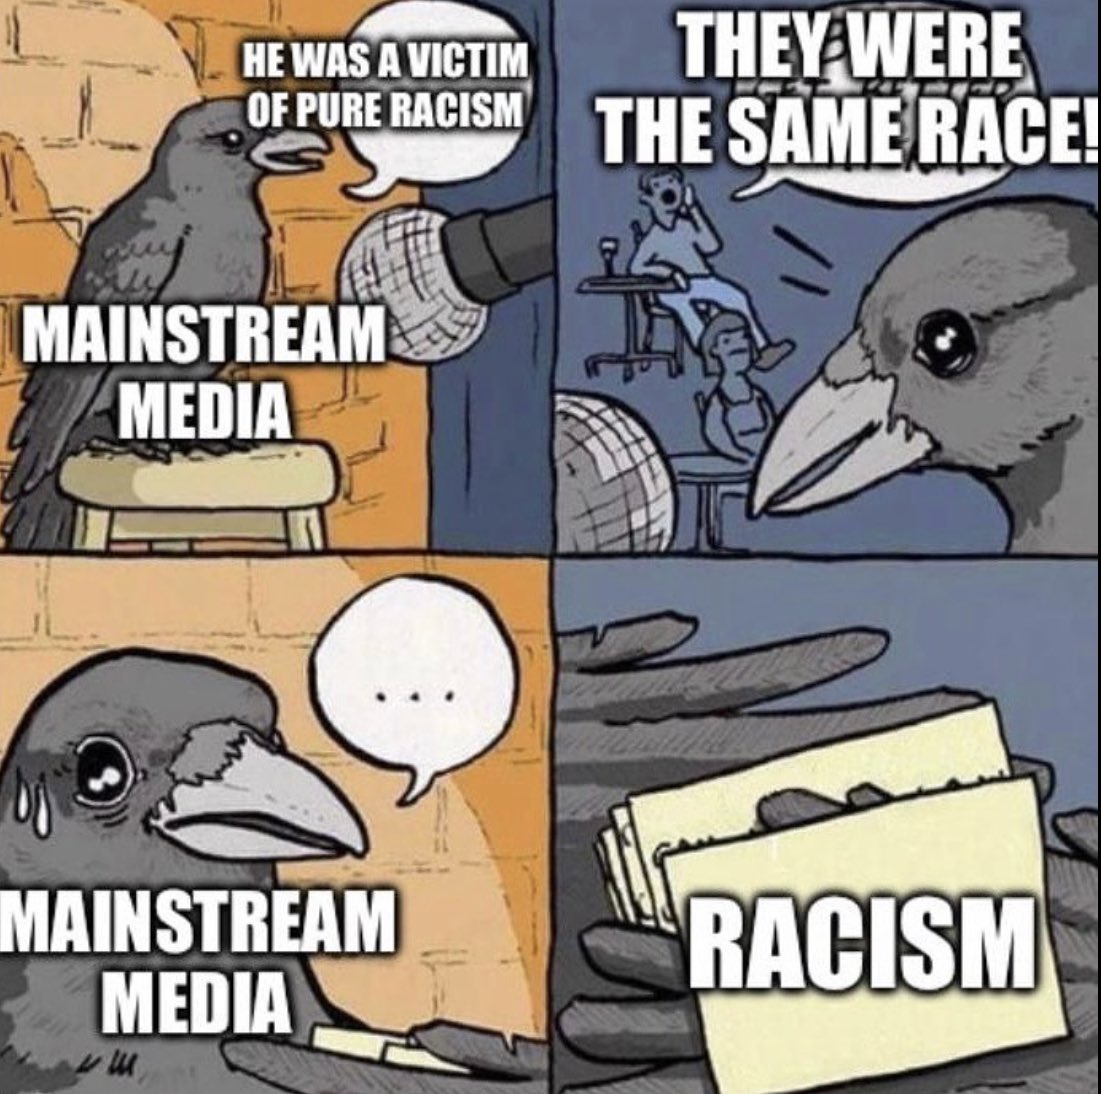 HE WAS A VICTIM
OF PURE RACISM
MAINSTREAM
MEDIA
THEY WERE
THE SAME RACE!
. . .
MAINSTREAM
MEDIA
RACISM